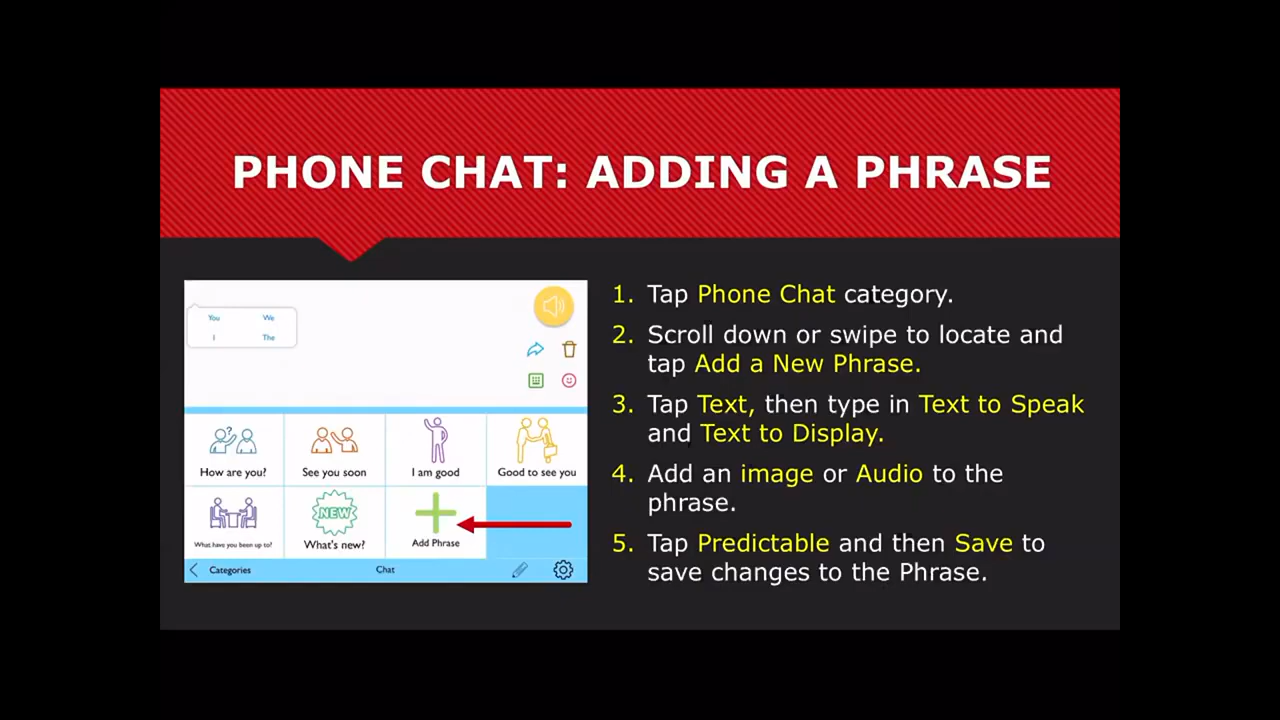 PHONE CHAT: ADDING A PHRASE
You We
I The
How are you? See you soon I am good Good to see you
What have you been up to? NEW What's new? Add Phrase
Categories Chat
1. Tap Phone Chat category.
2. Scroll down or swipe to locate and
tap Add a New Phrase.
3. Tap Text, then type in Text to Speak
and Text to Display.
4. Add an image or Audio to the
phrase.
5. Tap Predictable and then Save to
save changes to the Phrase.